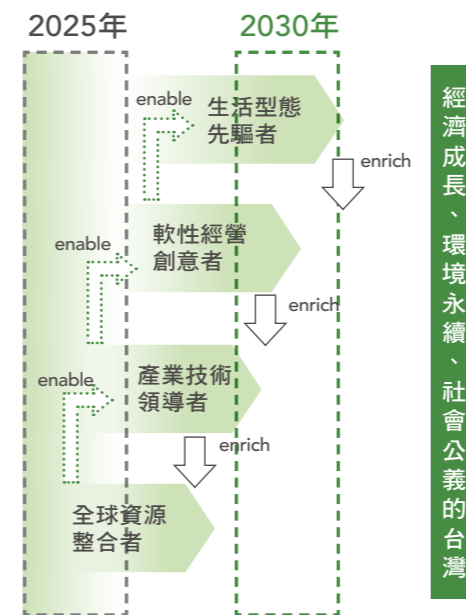 2025年
2030年
enable
生活型態
先驅者
enrich
enable
軟性經營
創意者
enrich
enable
產業技術
領導者
enrich
全球資源
整合者
經濟成長、環境永續、社會公義的台灣